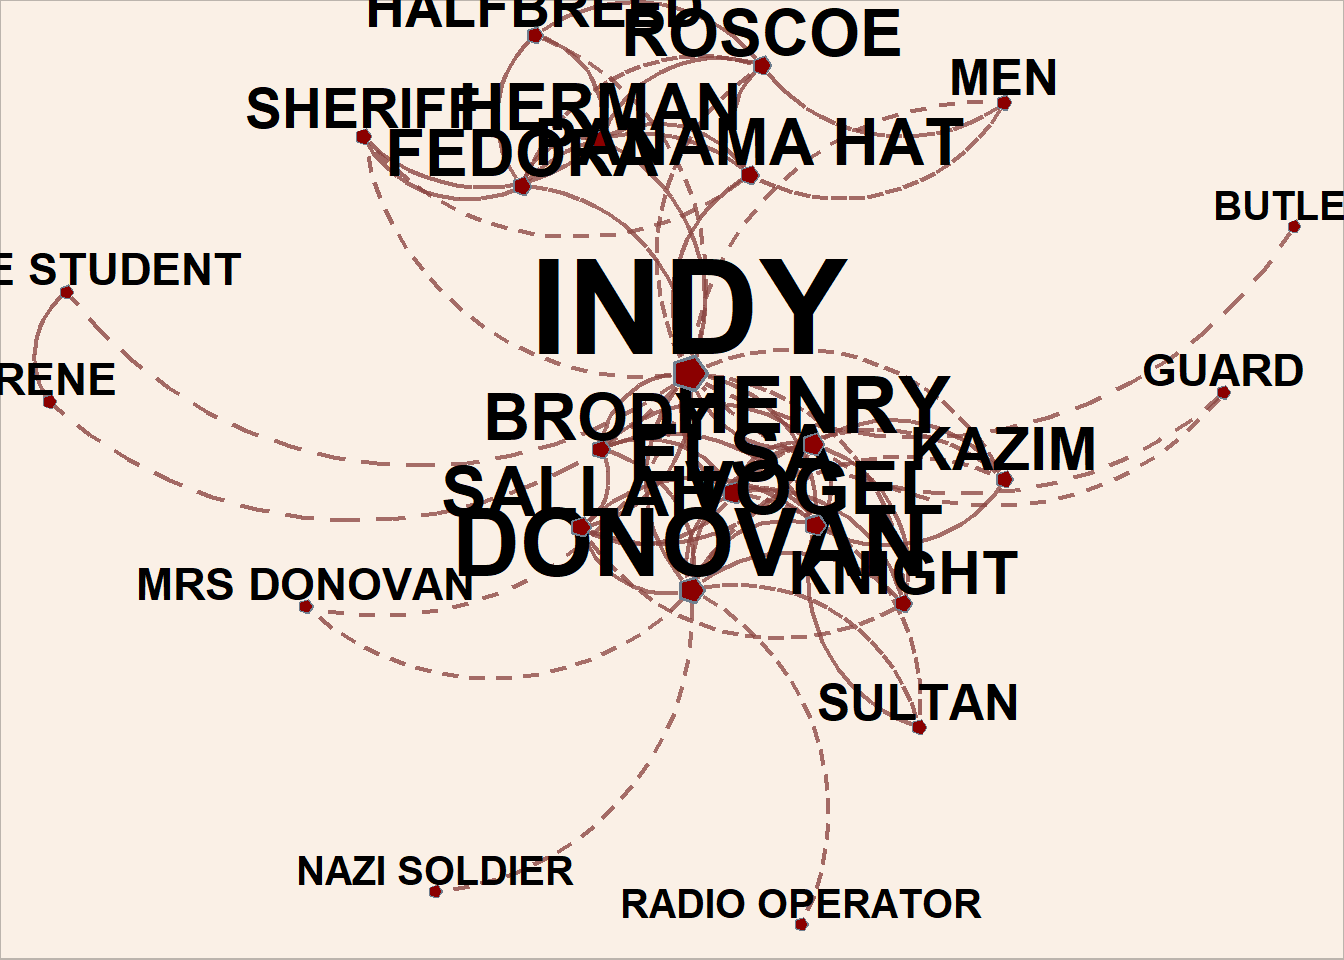 HALFBREED
ROSCOE
MEN
SHERIFF
HERMAN
PANAMA HAT
FEDORA
BUTLE
E STUDENT
INDY
GUARD
RENE
HENRY
BRODY
ELSA
KAZIM
SALLAH
VOGEL
DONOVAN
KNIGHT
MRS DONOVAN
SULTAN
NAZI SOLDIER
RADIO OPERATOR